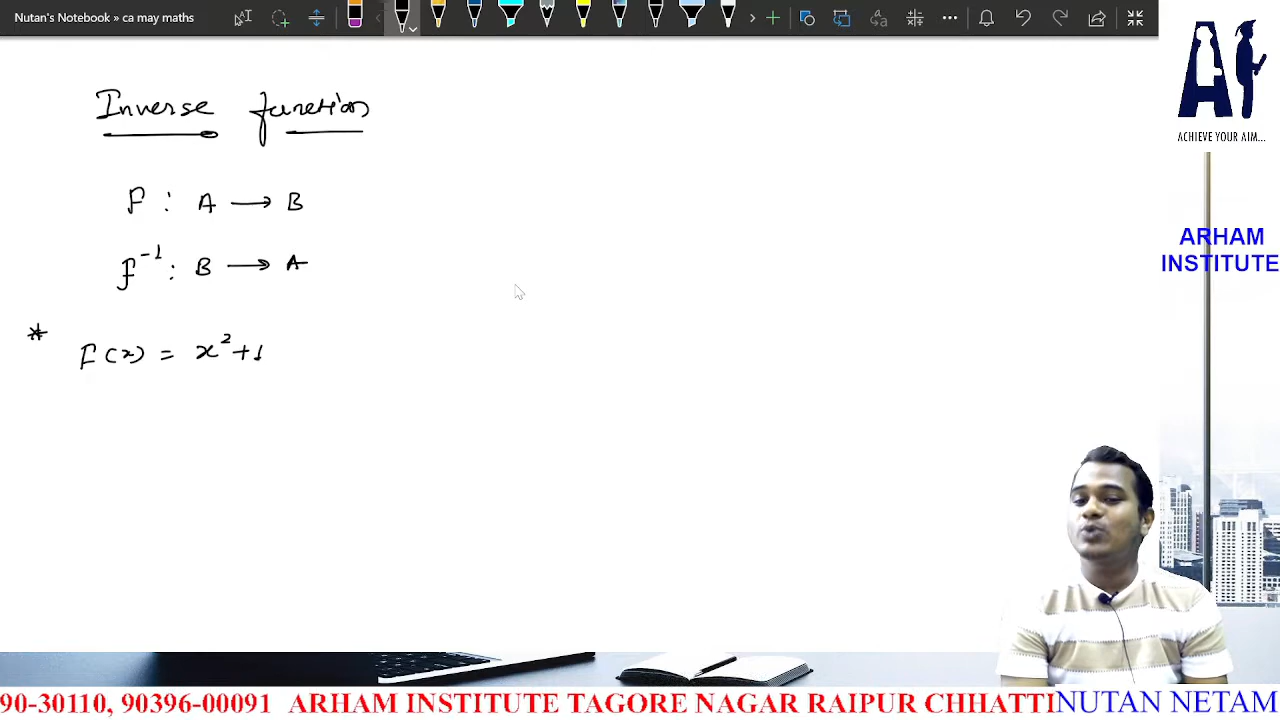 Nutan's Notebook » ca may maths
Inverse function
F : A → B
f⁻¹ : B → A
* F(x) = x² + 1
ACHIEVE YOUR AIM...
ARHAM
INSTITUTE
90-30110, 90396-00091 ARHAM INSTITUTE TAGORE NAGAR RAIPUR CHHATTI
NUTAN NETAM